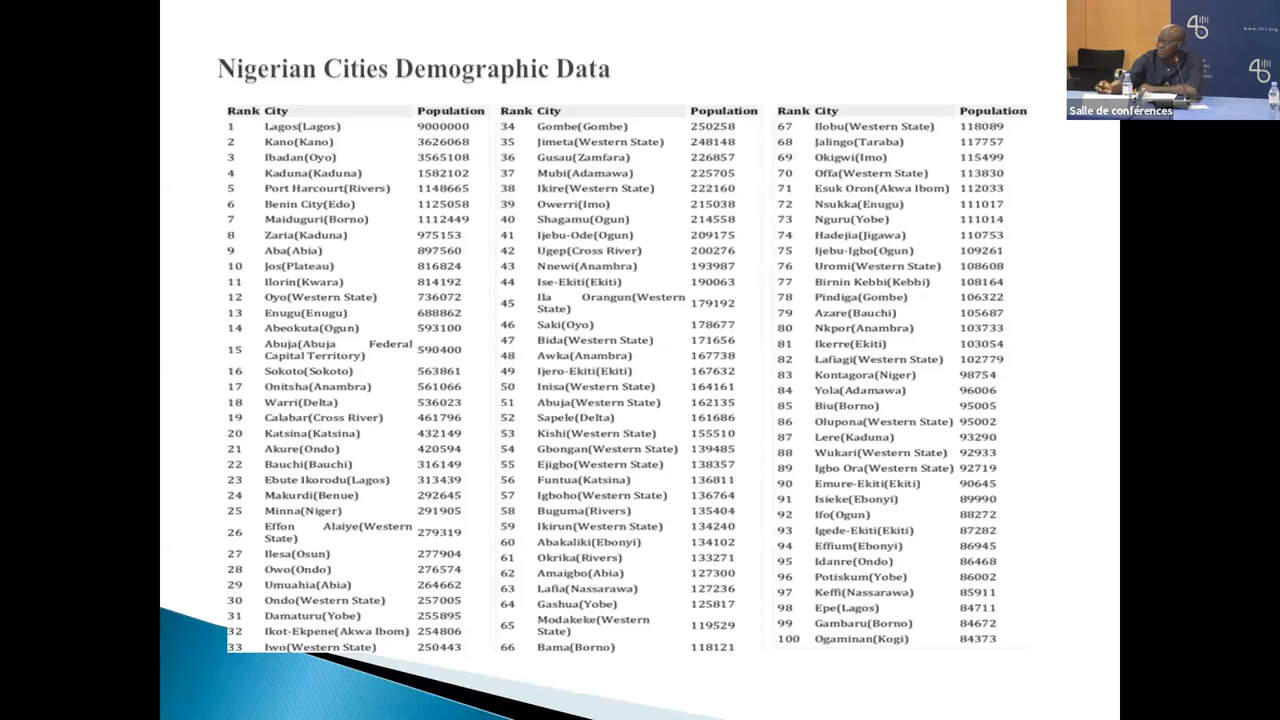 Nigerian Cities Demographic Data
Rank City Population
1 Lagos(Lagos) 9000000
2 Kano(Kano) 3626068
3 Ibadan(Oyo) 3565108
4 Kaduna(Kaduna) 1582102
5 Port Harcourt(Rivers) 1148665
6 Benin City(Edo) 1125058
7 Maiduguri(Borno) 1112449
8 Zaria(Kaduna) 975153
9 Aba(Abia) 897560
10 Jos(Plateau) 816824
11 Ilorin(Kwara) 814192
12 Oyo(Western State) 736072
13 Enugu(Enugu) 688862
14 Abeokuta(Ogun) 593100
15 Abuja(Abuja Federal
Capital Territory) 590400
16 Sokoto(Sokoto) 563861
17 Onitsha(Anambra) 561066
18 Warri(Delta) 536023
19 Calabar(Cross River) 461796
20 Katsina(Katsina) 432149
21 Akure(Ondo) 420594
22 Bauchi(Bauchi) 316149
23 Ebute Ikorodu(Lagos) 313439
24 Makurdi(Benue) 292645
25 Minna(Niger) 291905
26 Effon Alaiye(Western
State) 279319
27 Ilesa(Osun) 277904
28 Owo(Ondo) 276574
29 Umuahia(Abia) 264662
30 Ondo(Western State) 257005
31 Damaturu(Yobe) 255895
32 Ikot-Ekpene(Akwa Ibom) 254806
33 Iwo(Western State) 250443
Rank City Population
34 Gombe(Gombe) 250258
35 Jimeta(Western State) 248148
36 Gusau(Zamfara) 226857
37 Mubi(Adamawa) 225705
38 Ikire(Western State) 222160
39 Owerri(Imo) 215038
40 Shagamu(Ogun) 214558
41 Ijebu-Ode(Ogun) 209175
42 Ugep(Cross River) 200276
43 Nnewi(Anambra) 193987
44 Ise-Ekiti(Ekiti) 190063
45 Ila Orangun(Western
State) 179192
46 Saki(Oyo) 178677
47 Bida(Western State) 171656
48 Awka(Anambra) 167738
49 Ijero-Ekiti(Ekiti) 167632
50 Inisa(Western State) 164161
51 Abuja(Western State) 162135
52 Sapele(Delta) 161686
53 Kishi(Western State) 155510
54 Gbongan(Western State) 139485
55 Ejigbo(Western State) 138357
56 Funtua(Katsina) 136811
57 Igboho(Western State) 136764
58 Buguma(Rivers) 135404
59 Ikirun(Western State) 134240
60 Abakaliki(Ebonyi) 134102
61 Okrika(Rivers) 133271
62 Amaigbo(Abia) 127300
63 Lafia(Nassarawa) 127236
64 Gashua(Yobe) 125817
65 Modakeke(Western
State) 119529
66 Bama(Borno) 118121
Rank City Population
67 Ilobu(Western State) 118089
68 Jalingo(Taraba) 117757
69 Okigwi(Imo) 115499
70 Offa(Western State) 113830
71 Esuk Oron(Akwa Ibom) 112033
72 Nsukka(Enugu) 111017
73 Nguru(Yobe) 111014
74 Hadejia(Jigawa) 110753
75 Ijebu-Igbo(Ogun) 109261
76 Uromi(Western State) 108608
77 Birnin Kebbi(Kebbi) 108164
78 Pindiga(Gombe) 106322
79 Azare(Bauchi) 105687
80 Nkpor(Anambra) 103733
81 Ikerre(Ekiti) 103054
82 Lafiagi(Western State) 102779
83 Kontagora(Niger) 98754
84 Yola(Adamawa) 96006
85 Biu(Borno) 95005
86 Olupona(Western State) 95002
87 Lere(Kaduna) 93290
88 Wukari(Western State) 92933
89 Igbo Ora(Western State) 92719
90 Emure-Ekiti(Ekiti) 90645
91 Isieke(Ebonyi) 89990
92 Ifo(Ogun) 88272
93 Igede-Ekiti(Ekiti) 87282
94 Effium(Ebonyi) 86945
95 Idanre(Ondo) 86468
96 Potiskum(Yobe) 86002
97 Keffi(Nassarawa) 85911
98 Epe(Lagos) 84711
99 Gambaru(Borno) 84672
100 Ogaminan(Kogi) 84373
ifri
www.ifri.org
ifri
Salle de conférences